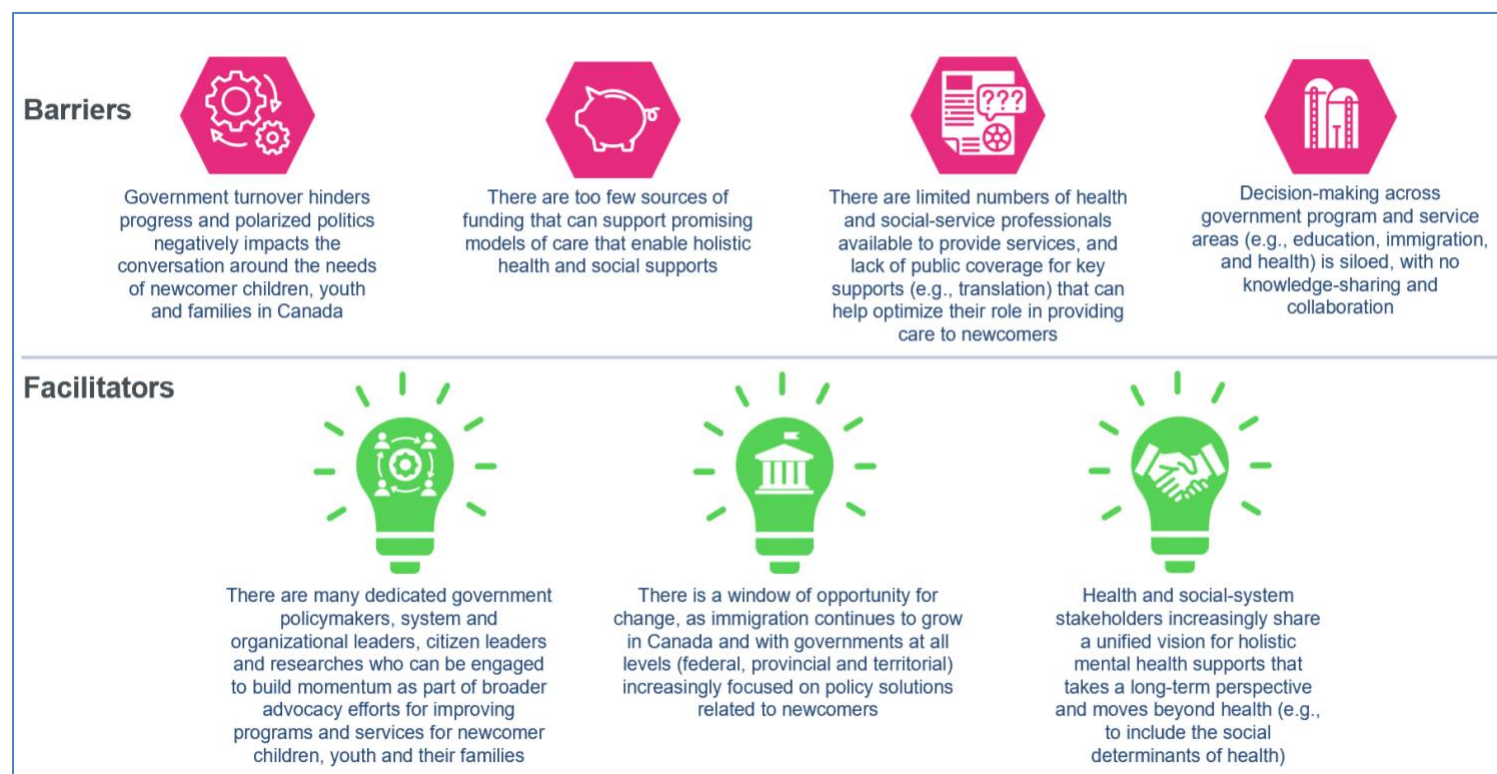 Barriers
???
Government turnover hinders
progress and polarized politics
negatively impacts the
conversation around the needs
of newcomer children, youth
and families in Canada
There are too few sources of
funding that can support promising
models of care that enable holistic
health and social supports
There are limited numbers of health
and social-service professionals
available to provide services, and
lack of public coverage for key
supports (e.g., translation) that can
help optimize their role in providing
care to newcomers
Decision-making across
government program and service
areas (e.g., education, immigration,
and health) is siloed, with no
knowledge-sharing and
collaboration
Facilitators
There are many dedicated government
policymakers, system and
organizational leaders, citizen leaders
and researches who can be engaged
to build momentum as part of broader
advocacy efforts for improving
programs and services for newcomer
children, youth and their families
There is a window of opportunity for
change, as immigration continues to grow
in Canada and with governments at all
levels (federal, provincial and territorial)
increasingly focused on policy solutions
related to newcomers
Health and social-system
stakeholders increasingly share
a unified vision for holistic
mental health supports that
takes a long-term perspective
and moves beyond health (e.g.,
to include the social
determinants of health)